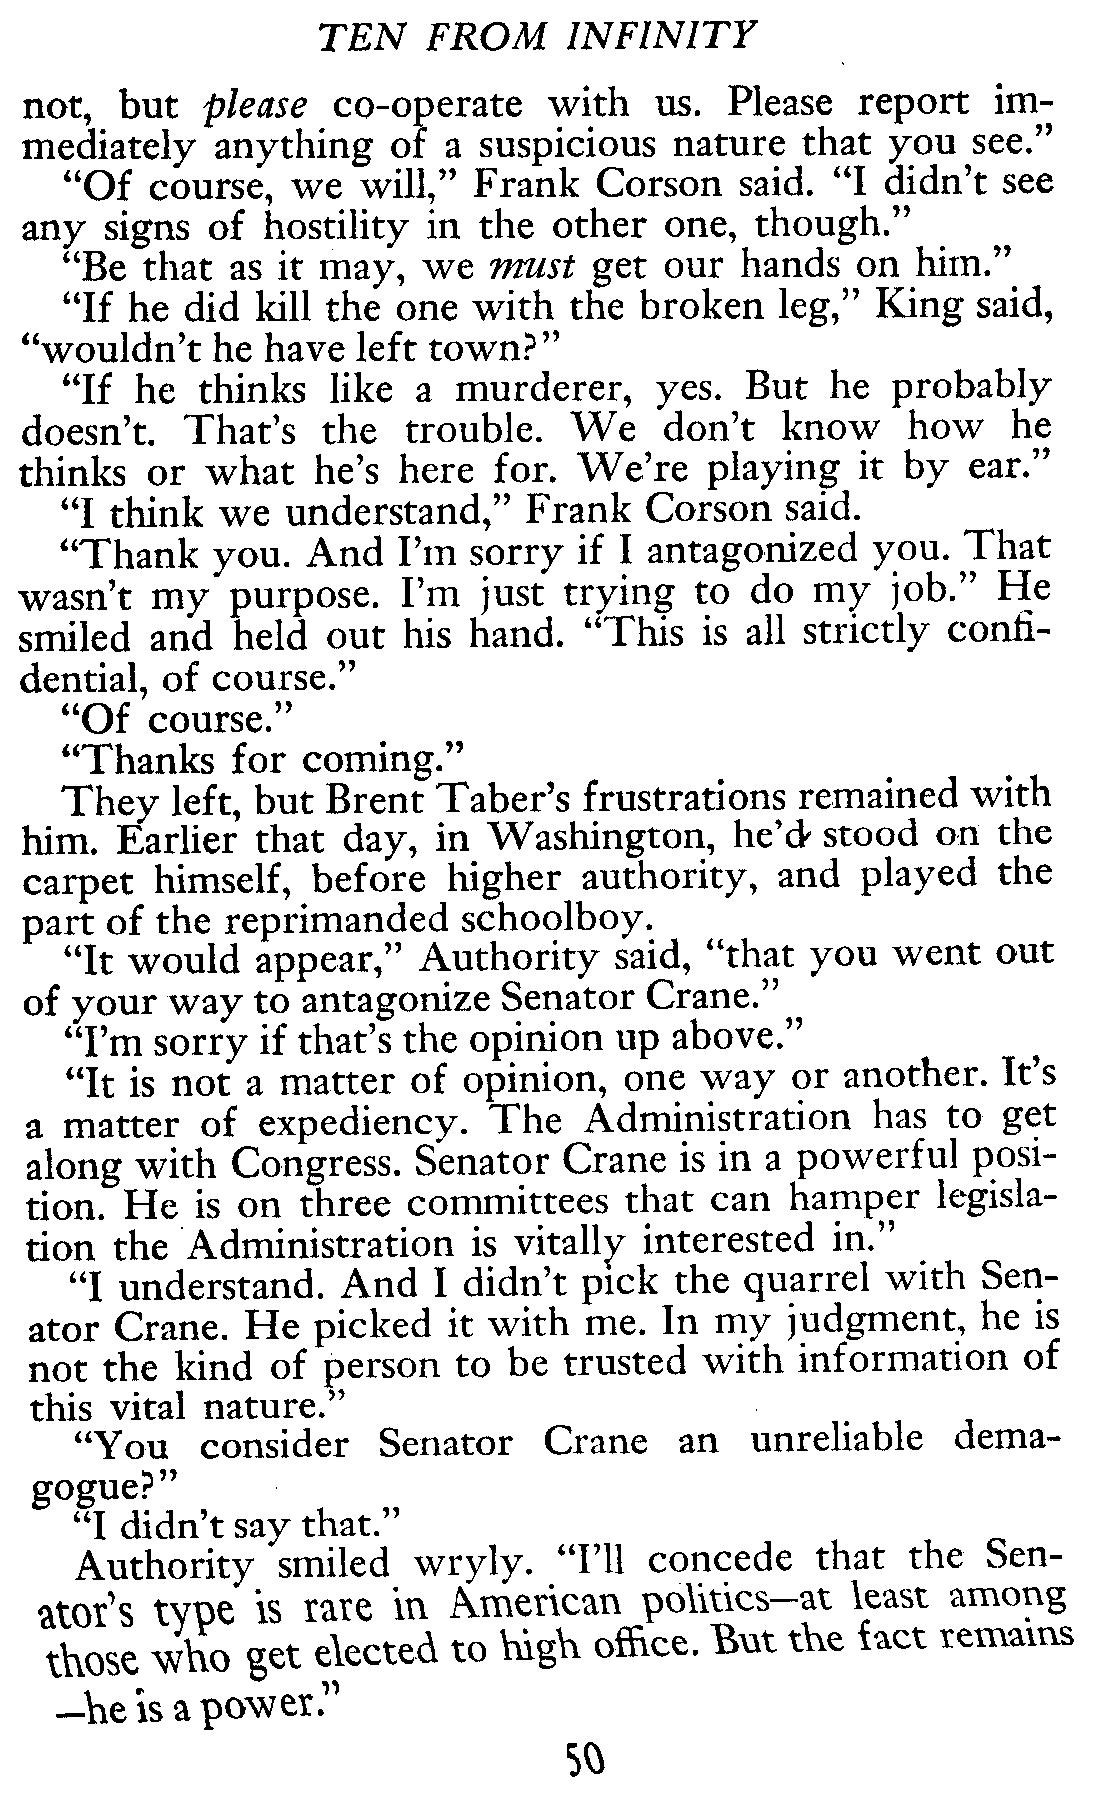 TEN FROM INFINITY
not, but please co-operate with us. Please report im-
mediately anything of a suspicious nature that you see.”
“Of course, we will,” Frank Corson said. “I didn’t see
any signs of hostility in the other one, though.”
“Be that as it may, we must get our hands on him.”
“If he did kill the one with the broken leg,” King said,
“wouldn’t he have left town?”
“If he thinks like a murderer, yes. But he probably
doesn’t. That’s the trouble. We don’t know how he
thinks or what he’s here for. We’re playing it by ear.”
“I think we understand,” Frank Corson said.
“Thank you. And I’m sorry if I antagonized you. That
wasn’t my purpose. I’m just trying to do my job.” He
smiled and held out his hand. “This is all strictly confi-
dential, of course.”
“Of course.”
“Thanks for coming.”
They left, but Brent Taber’s frustrations remained with
him. Earlier that day, in Washington, he’d stood on the
carpet himself, before higher authority, and played the
part of the reprimanded schoolboy.
“It would appear,” Authority said, “that you went out
of your way to antagonize Senator Crane.”
“I’m sorry if that’s the opinion up above.”
“It is not a matter of opinion, one way or another. It’s
a matter of expediency. The Administration has to get
along with Congress. Senator Crane is in a powerful posi-
tion. He is on three committees that can hamper legisla-
tion the Administration is vitally interested in.”
“I understand. And I didn’t pick the quarrel with Sen-
ator Crane. He picked it with me. In my judgment, he is
not the kind of person to be trusted with information of
this vital nature.”
“You consider Senator Crane an unreliable dema-
gogue?”
“I didn’t say that.”
Authority smiled wryly. “I’ll concede that the Sen-
ator’s type is rare in American politics—at least among
those who get elected to high office. But the fact remains
—he is a power.”
50